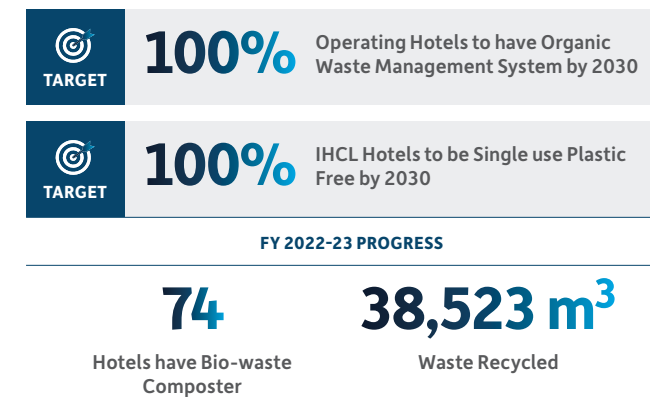 TARGET
100%
Operating Hotels to have Organic
Waste Management System by 2030
TARGET
100%
IHCL Hotels to be Single use Plastic
Free by 2030
FY 2022-23 PROGRESS
74
Hotels have Bio-waste
Composter
38,523 m³
Waste Recycled